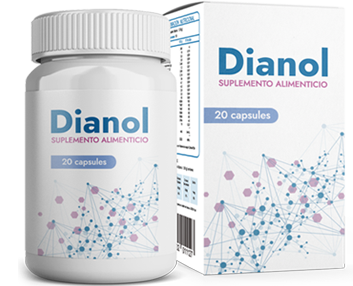 Dianol
SUPLEMENTO ALIMENTICIO
20 capsules
Dianol
SUPLEMENTO ALIMENTICIO
20 capsules